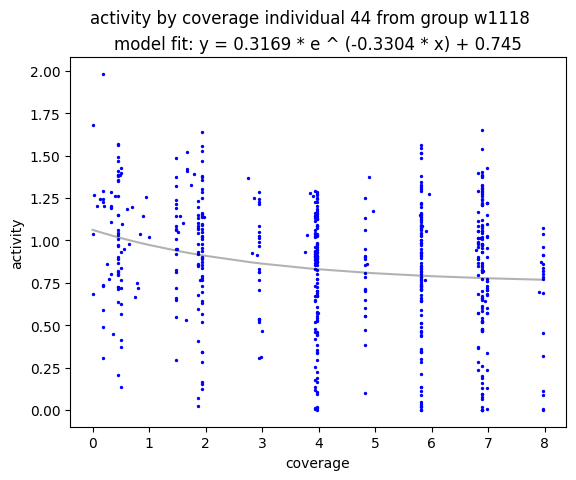 activity by coverage individual 44 from group w1118
model fit: y = 0.3169 * e ^ (-0.3304 * x) + 0.745
2.00
1.75
1.50
1.25
1.00
0.75
0.50
0.25
0.00
activity
0 1 2 3 4 5 6 7 8
coverage